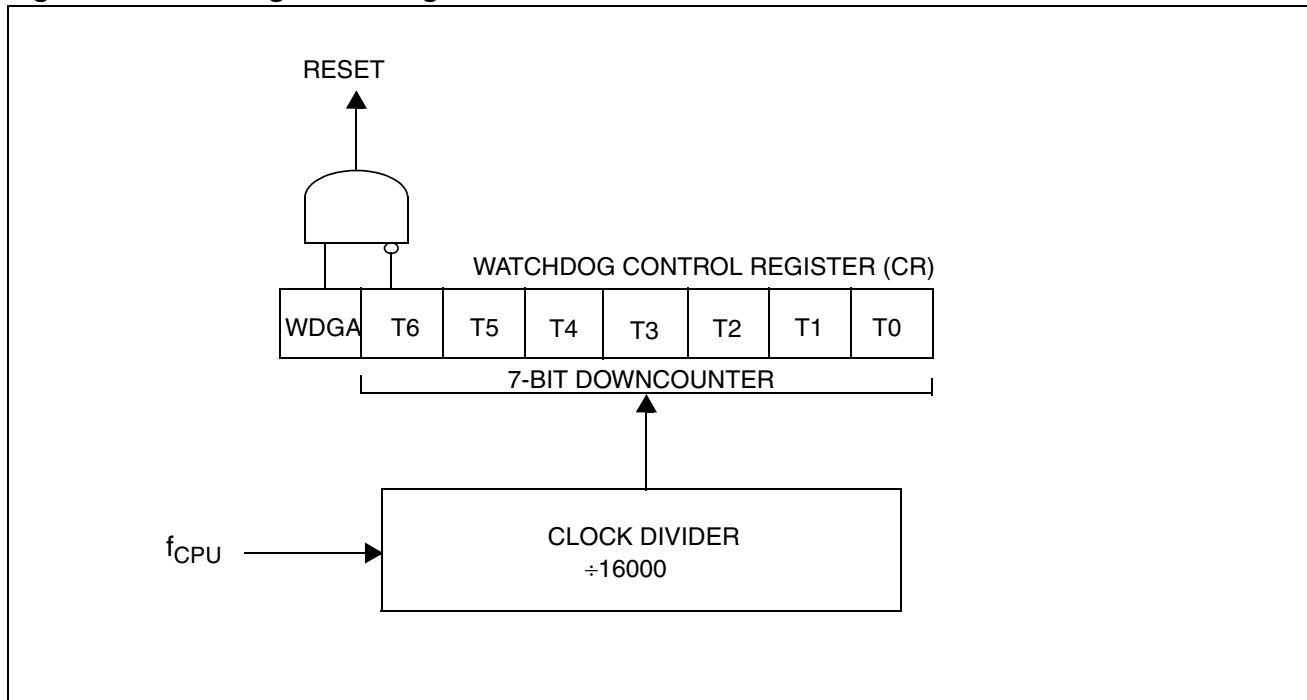 RESET
WATCHDOG CONTROL REGISTER (CR)
WDGA T6 T5 T4 T3 T2 T1 T0
7-BIT DOWNCOUNTER
fCPU
CLOCK DIVIDER
÷16000